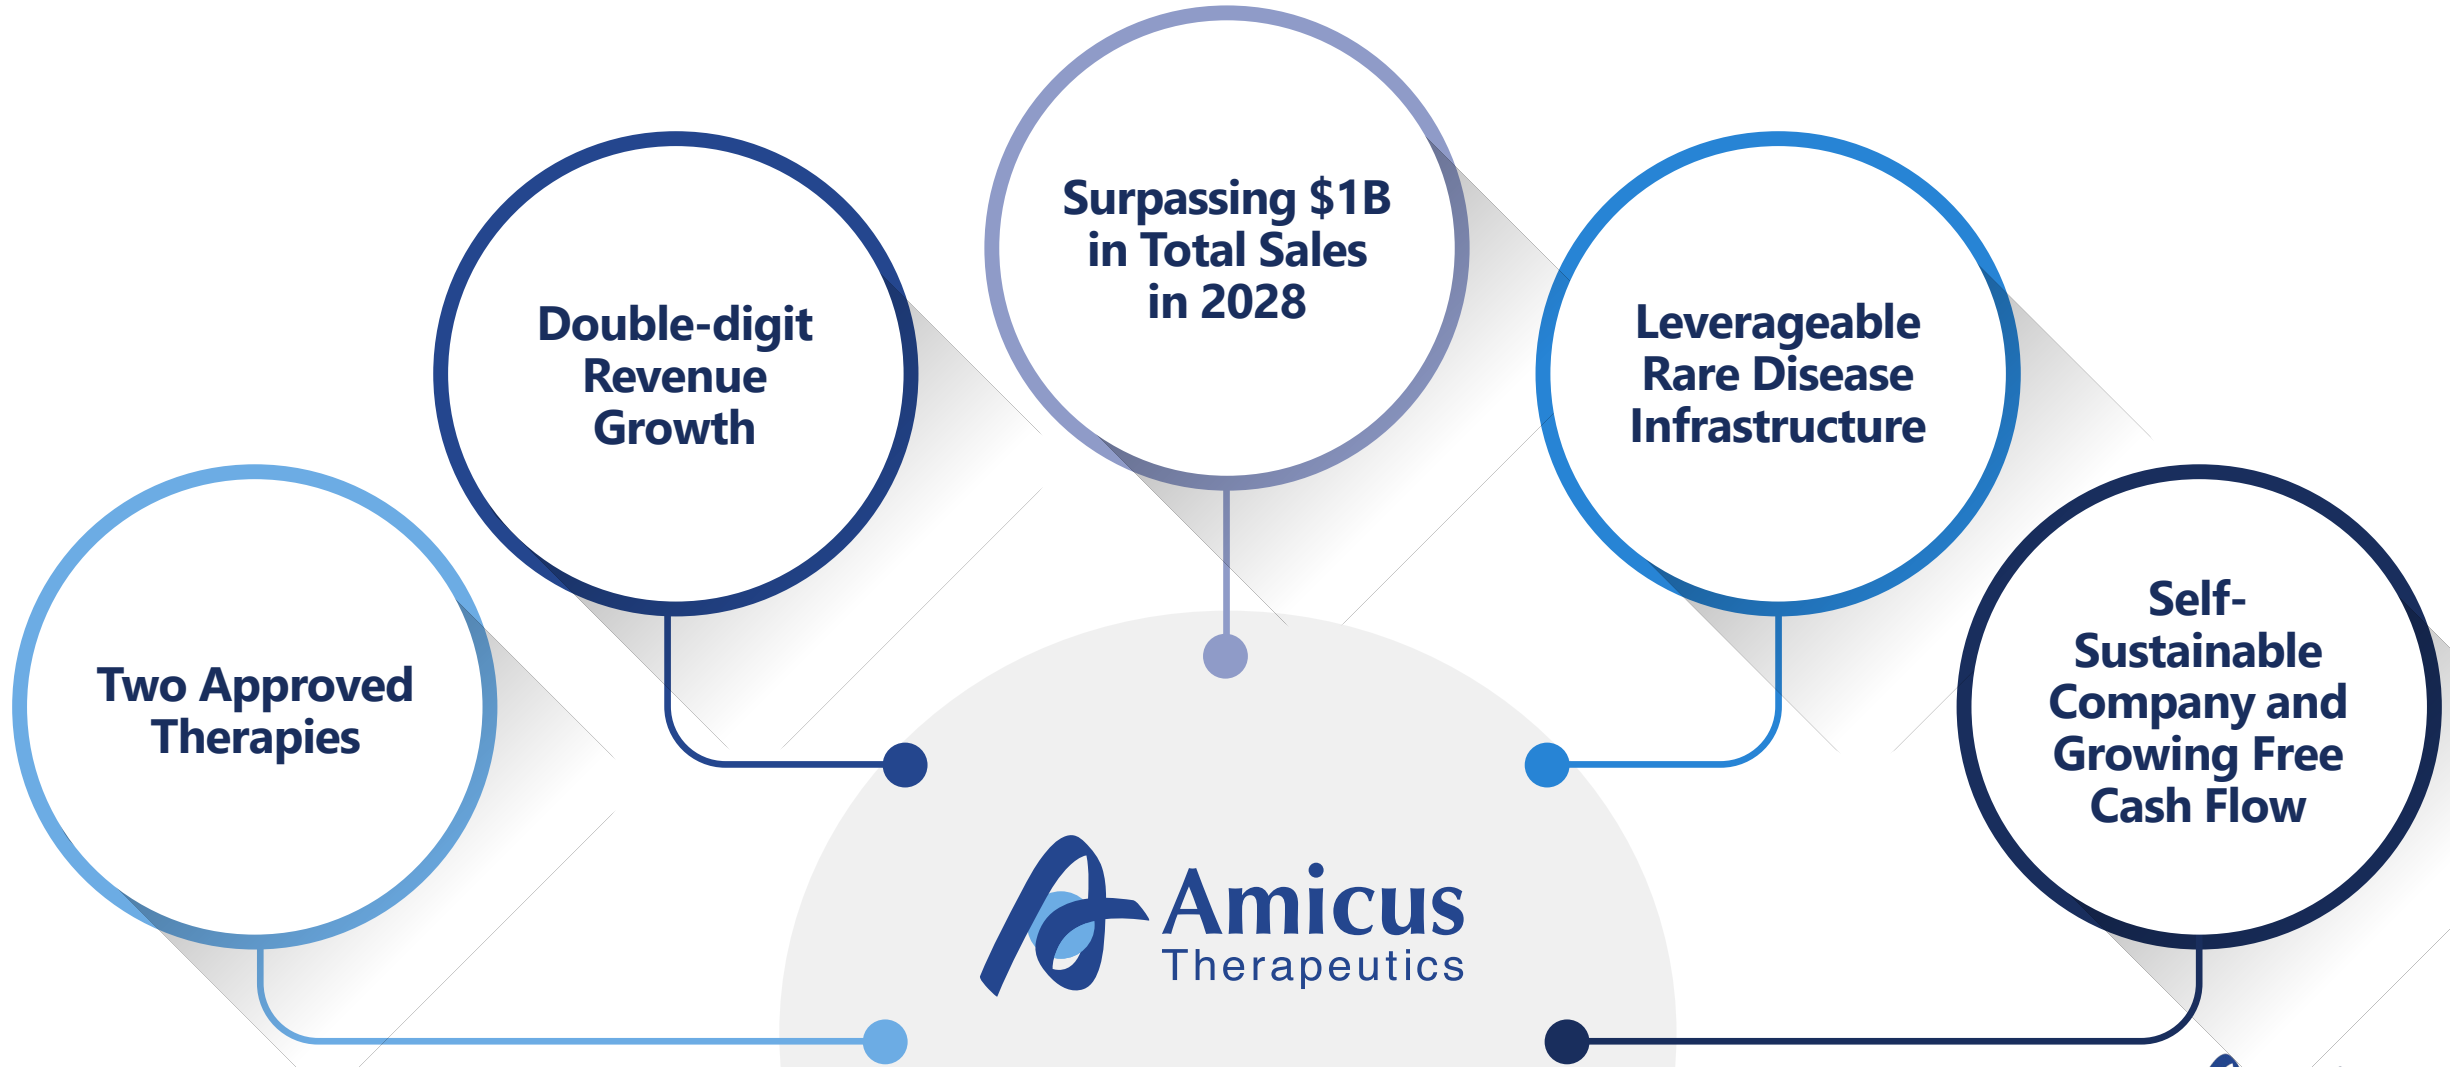 Two Approved
Therapies
Double-digit
Revenue
Growth
Surpassing $1B
in Total Sales
in 2028
Leverageable
Rare Disease
Infrastructure
Self-
Sustainable
Company and
Growing Free
Cash Flow
Amicus
Therapeutics